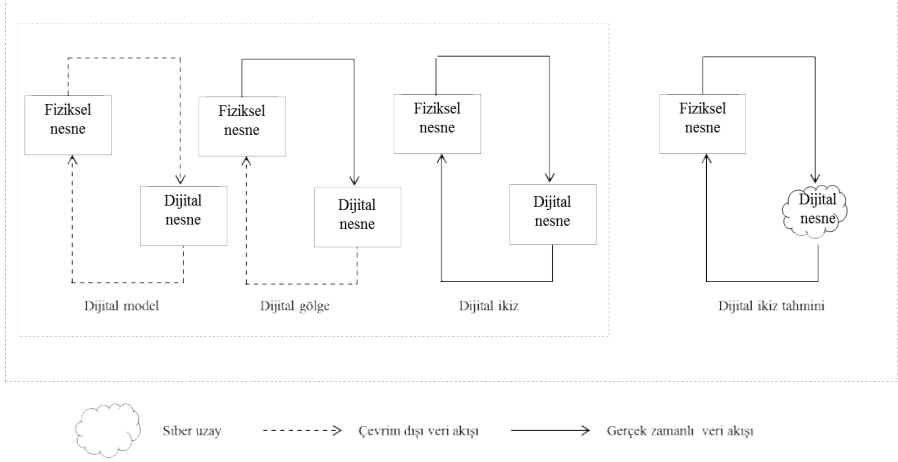 Fiziksel
nesne
Dijital
nesne
Dijital model
Fiziksel
nesne
Dijital
nesne
Dijital gölge
Fiziksel
nesne
Dijital
nesne
Dijital ikiz
Fiziksel
nesne
Dijital
nesne
Dijital ikiz tahmini
Siber uzay
Çevrim dışı veri akışı
Gerçek zamanlı veri akışı